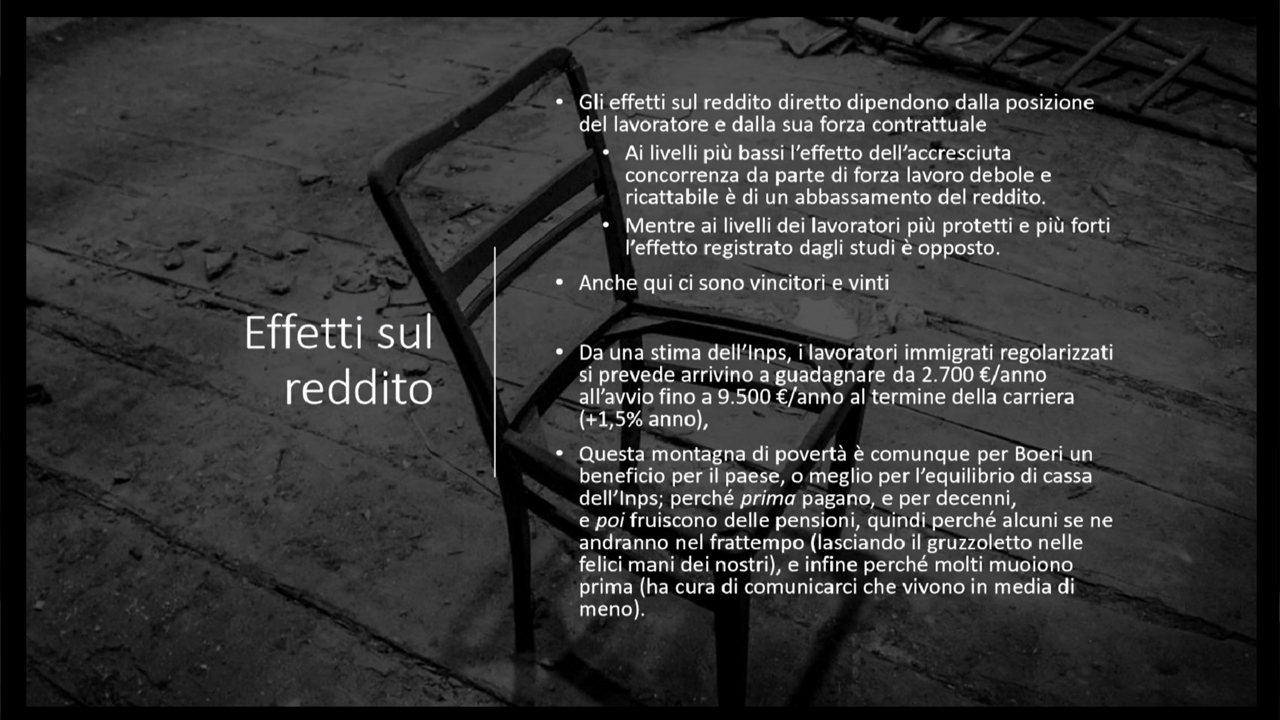 Effetti sul
reddito
• Gli effetti sul reddito diretto dipendono dalla posizione
del lavoratore e dalla sua forza contrattuale
• Ai livelli più bassi l’effetto dell’accresciuta
concorrenza da parte di forza lavoro debole e
ricattabile è di un abbassamento del reddito.
• Mentre ai livelli dei lavoratori più protetti e più forti
l’effetto registrato dagli studi è opposto.
• Anche qui ci sono vincitori e vinti
• Da una stima dell’Inps, i lavoratori immigrati regolarizzati
si prevede arrivino a guadagnare da 2.700 €/anno
all’avvio fino a 9.500 €/anno al termine della carriera
(+1,5% anno),
• Questa montagna di povertà è comunque per Boeri un
beneficio per il paese, o meglio per l’equilibrio di cassa
dell’Inps; perché prima pagano, e per decenni,
e poi fruiscono delle pensioni, quindi perché alcuni se ne
andranno nel frattempo (lasciando il gruzzoletto nelle
felici mani dei nostri), e infine perché molti muoiono
prima (ha cura di comunicarci che vivono in media di
meno).